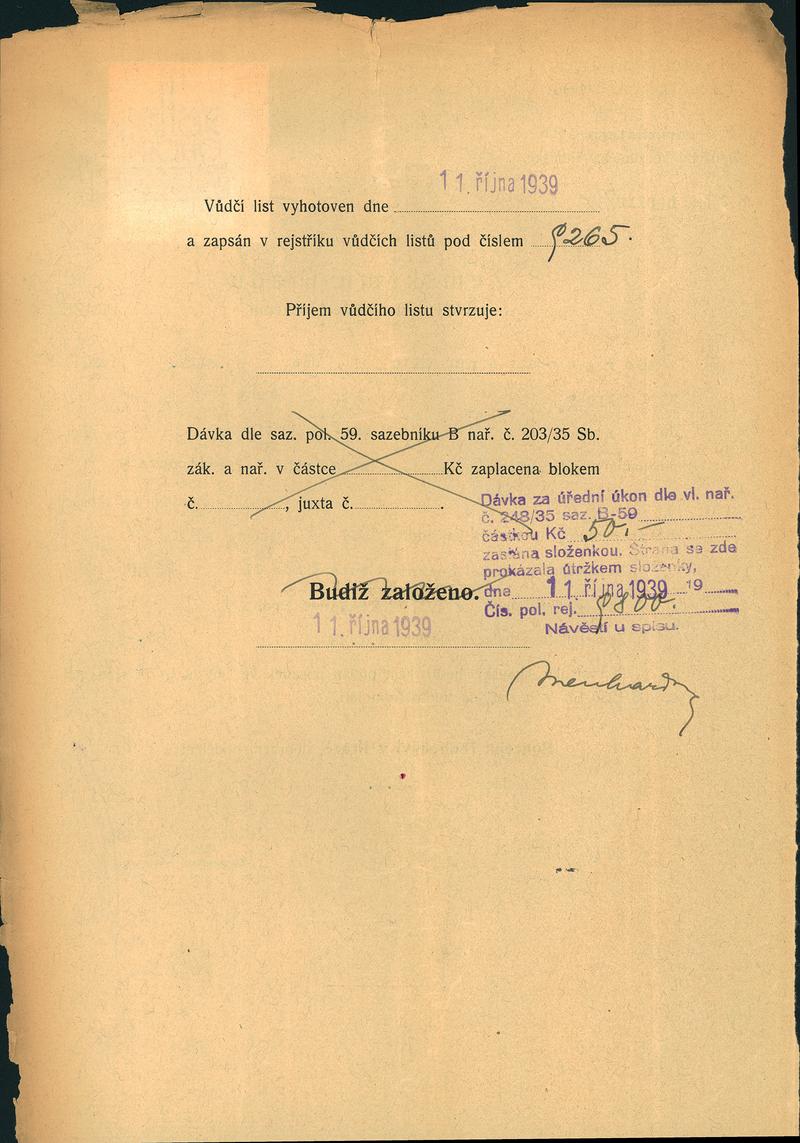 11. října 1939
Vůdčí list vyhotoven dne
a zapsán v rejstříku vůdčích listů pod číslem 9265.
Příjem vůdčího listu stvrzuje:
Dávka dle saz. pol. 59. sazebníku B nař. č. 203/35 Sb.
zák. a nař. v částce Kč zaplacena blokem
č. , juxta č. .
Dávka za úřední úkon dle vl. nař.
č. 248/35 saz. B-59
částkou Kč 50.-
zaslána složenkou. Strana se zde
prokázala útržkem složenky,
dne 11. října 1939 19
Čís. pol. rej.
Návěstí u spisu.
Budiž založeno.
11. října 1939